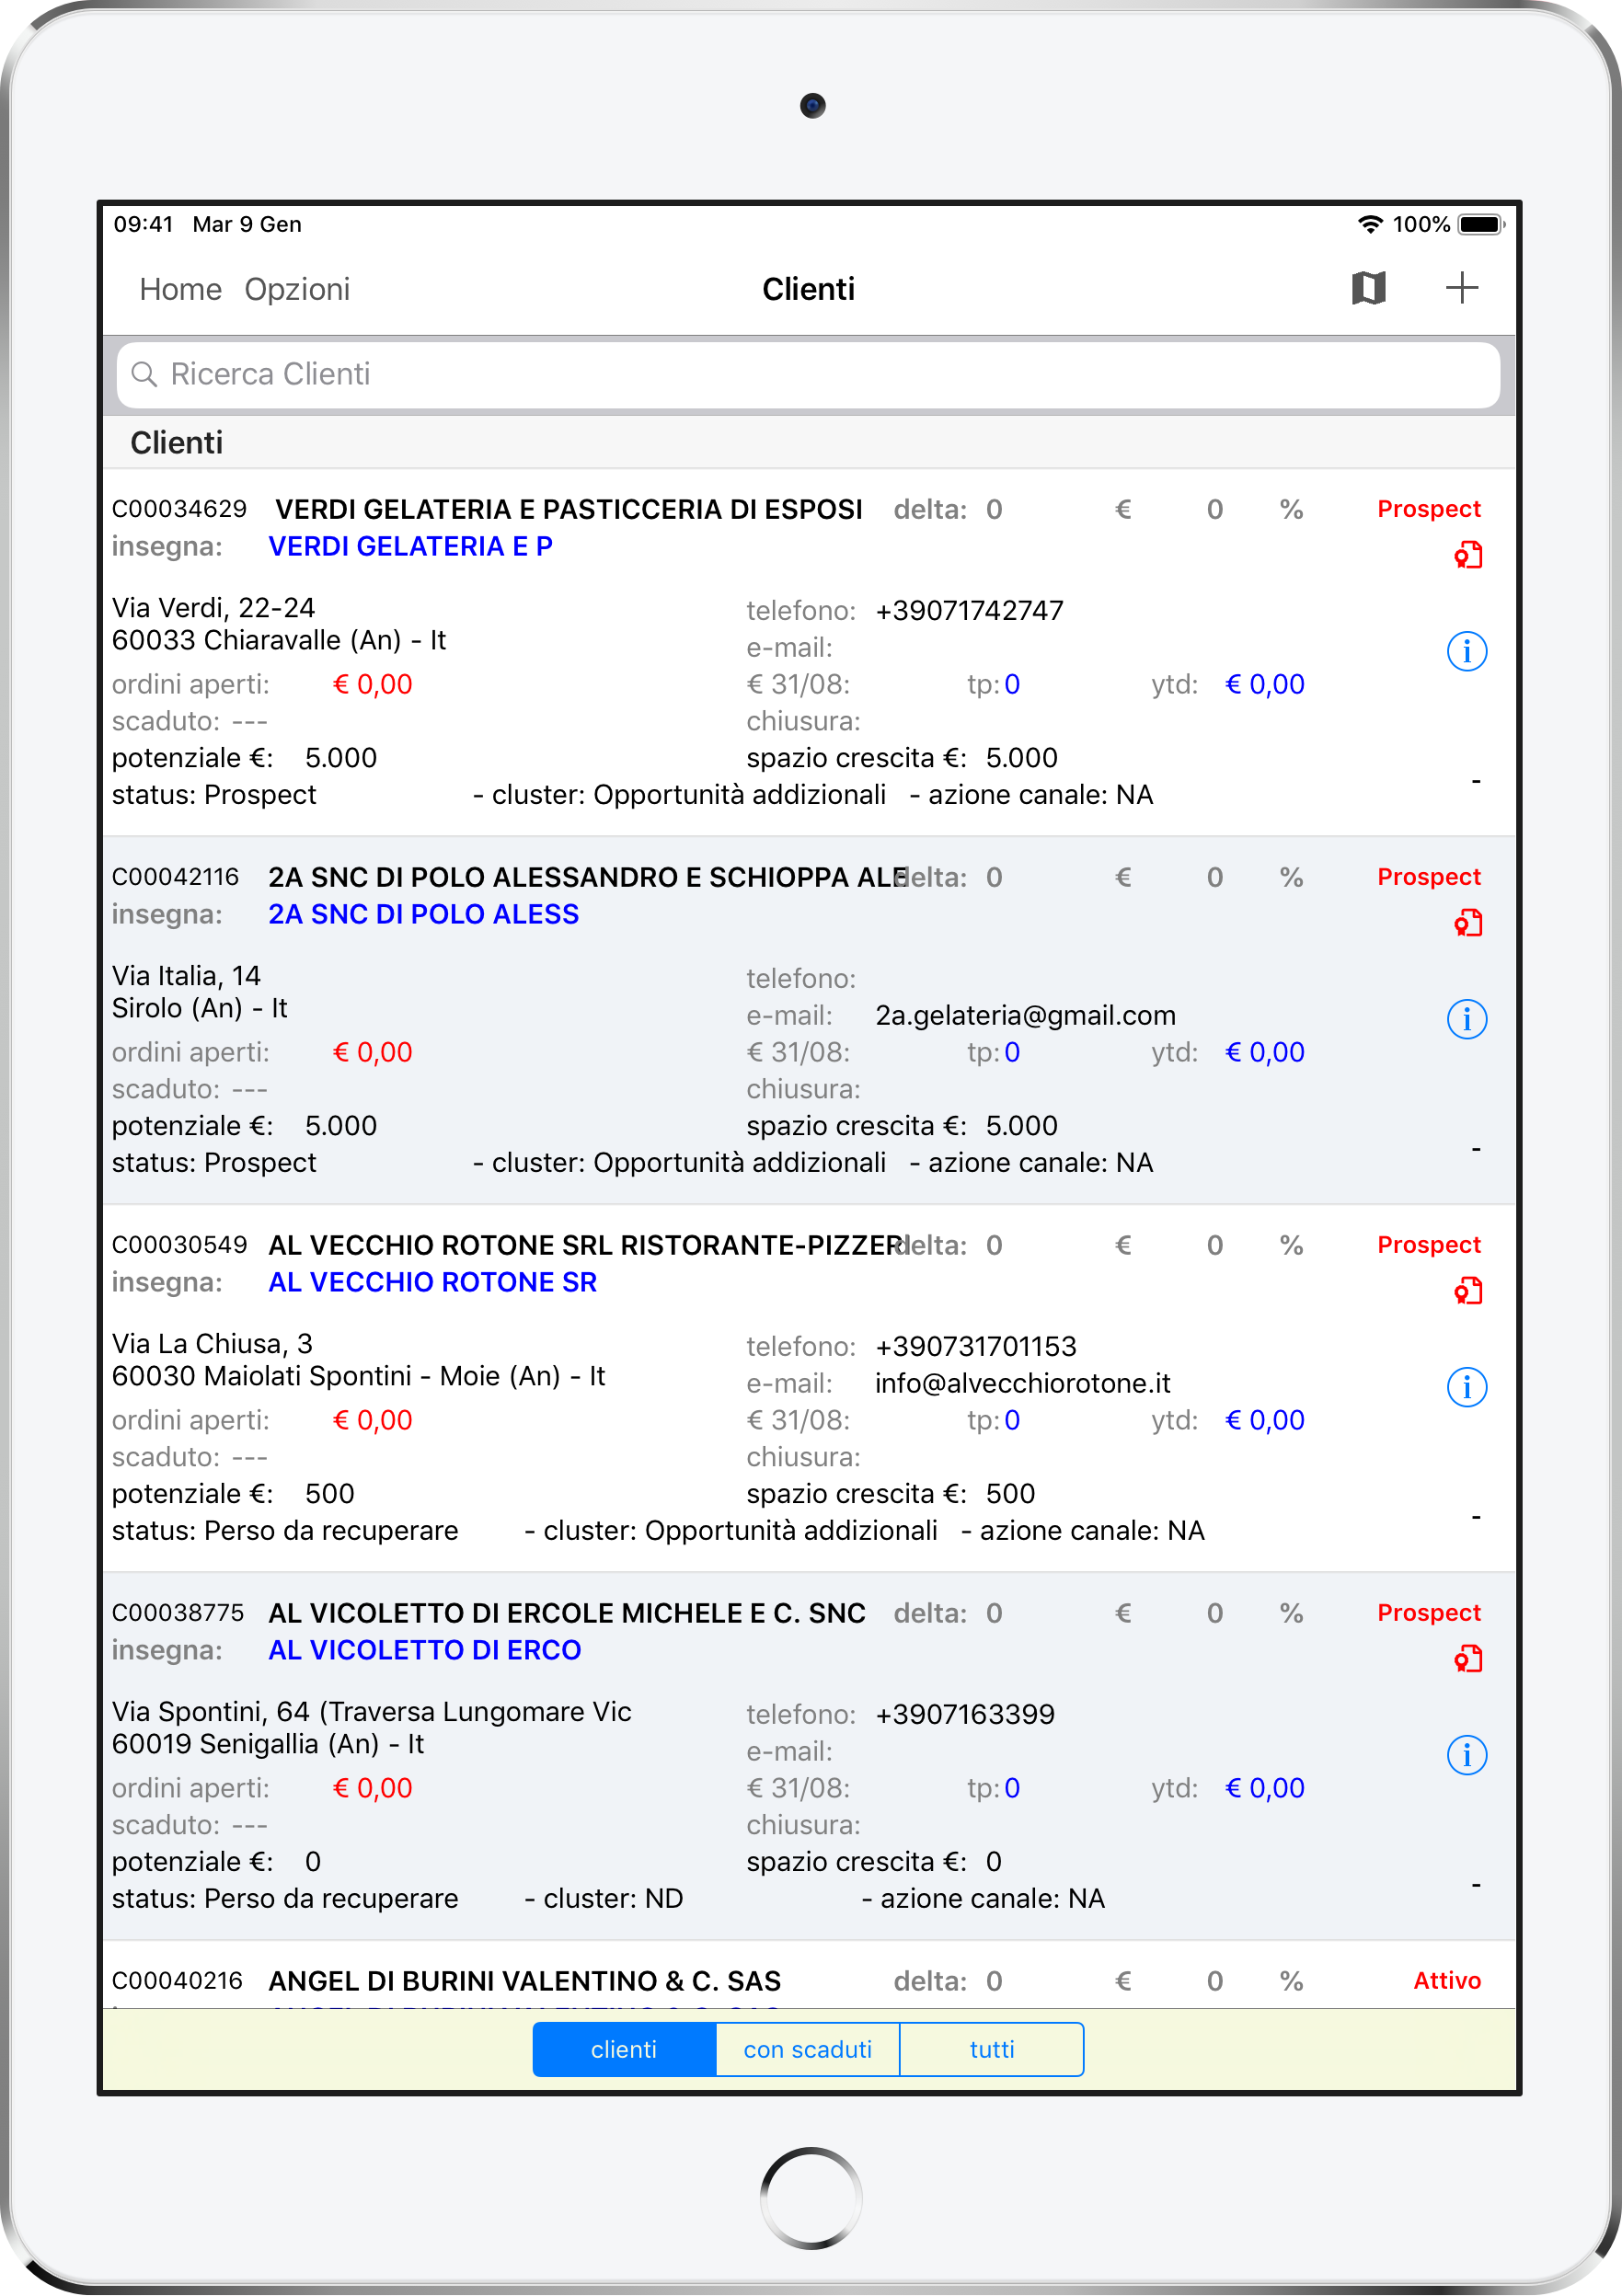 09:41 Mar 9 Gen 100%
Home Opzioni Clienti
Ricerca Clienti
Clienti
C00034629 VERDI GELATERIA E PASTICCERIA DI ESPOSI delta: 0 € 0 % Prospect
insegna: VERDI GELATERIA E P
Via Verdi, 22-24
60033 Chiaravalle (An) - It
telefono: +39071742747
e-mail:
ordini aperti: € 0,00 € 31/08: tp: 0 ytd: € 0,00
scaduto: --- chiusura:
potenziale €: 5.000 spazio crescita €: 5.000
status: Prospect - cluster: Opportunità addizionali - azione canale: NA -
C00042116 2A SNC DI POLO ALESSANDRO E SCHIOPPA ALE delta: 0 € 0 % Prospect
insegna: 2A SNC DI POLO ALESS
Via Italia, 14
Sirolo (An) - It
telefono:
e-mail: 2a.gelateria@gmail.com
ordini aperti: € 0,00 € 31/08: tp: 0 ytd: € 0,00
scaduto: --- chiusura:
potenziale €: 5.000 spazio crescita €: 5.000
status: Prospect - cluster: Opportunità addizionali - azione canale: NA -
C00030549 AL VECCHIO ROTONE SRL RISTORANTE-PIZZER delta: 0 € 0 % Prospect
insegna: AL VECCHIO ROTONE SR
Via La Chiusa, 3
60030 Maiolati Spontini - Moie (An) - It
telefono: +390731701153
e-mail: info@alvecchiorotone.it
ordini aperti: € 0,00 € 31/08: tp: 0 ytd: € 0,00
scaduto: --- chiusura:
potenziale €: 500 spazio crescita €: 500
status: Perso da recuperare - cluster: Opportunità addizionali - azione canale: NA -
C00038775 AL VICOLETTO DI ERCOLE MICHELE E C. SNC delta: 0 € 0 % Prospect
insegna: AL VICOLETTO DI ERCO
Via Spontini, 64 (Traversa Lungomare Vic
60019 Senigallia (An) - It
telefono: +3907163399
e-mail:
ordini aperti: € 0,00 € 31/08: tp: 0 ytd: € 0,00
scaduto: --- chiusura:
potenziale €: 0 spazio crescita €: 0
status: Perso da recuperare - cluster: ND - azione canale: NA -
C00040216 ANGEL DI BURINI VALENTINO & C. SAS delta: 0 € 0 % Attivo
clienti con scaduti tutti